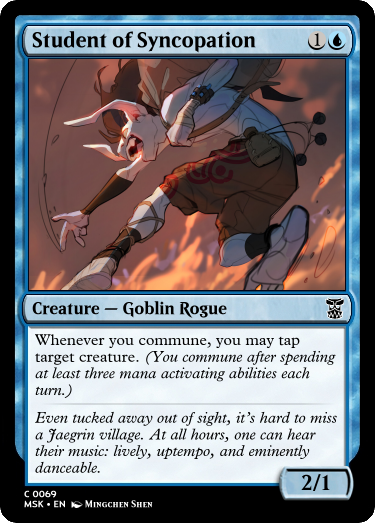 Student of Syncopation 1
Creature — Goblin Rogue
Whenever you commune, you may tap
target creature. (You commune after spending
at least three mana activating abilities each
turn.)
Even tucked away out of sight, it's hard to miss
a Jaegrin village. At all hours, one can hear
their music: lively, uptempo, and eminently
danceable.
2/1
C 0069
MSK • EN Mingchen Shen